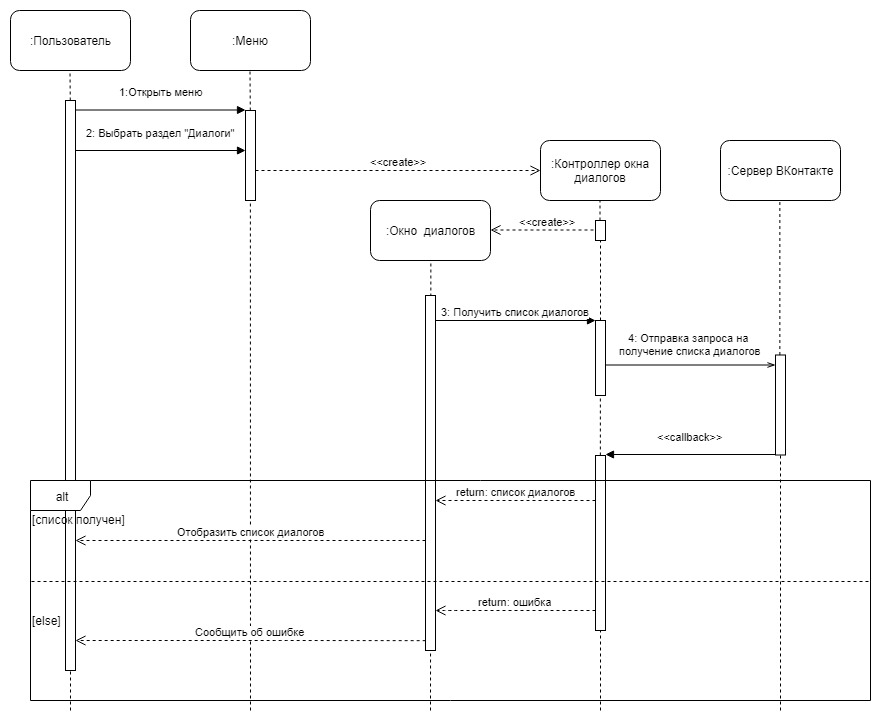 :Пользователь
:Меню
1:Открыть меню
2: Выбрать раздел "Диалоги"
<<create>>
:Контроллер окна
диалогов
:Сервер ВКонтакте
:Окно диалогов
<<create>>
3: Получить список диалогов
4: Отправка запроса на
получение списка диалогов
<<callback>>
alt
return: список диалогов
[список получен]
Отобразить список диалогов
return: ошибка
[else]
Сообщить об ошибке